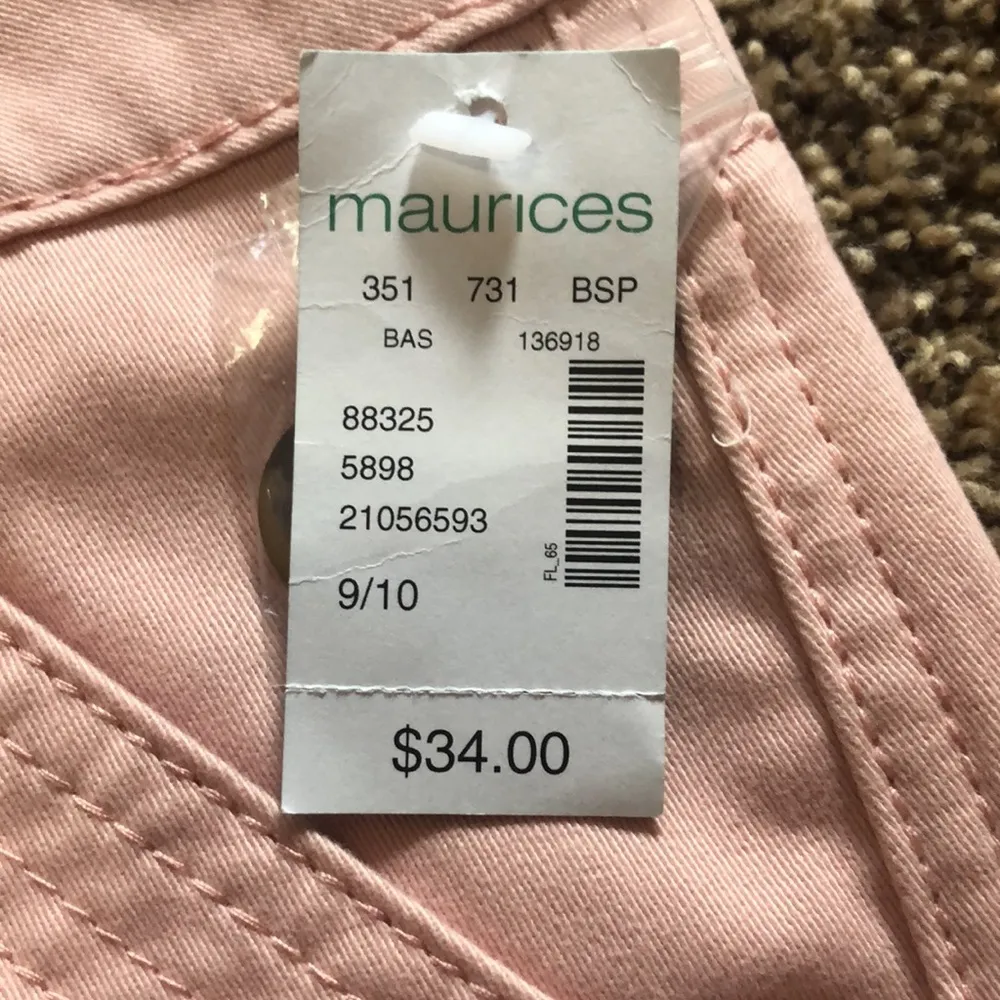 maurices
351 731 BSP
BAS 136918
88325
5898
21056593
FL_65
9/10
$34.00